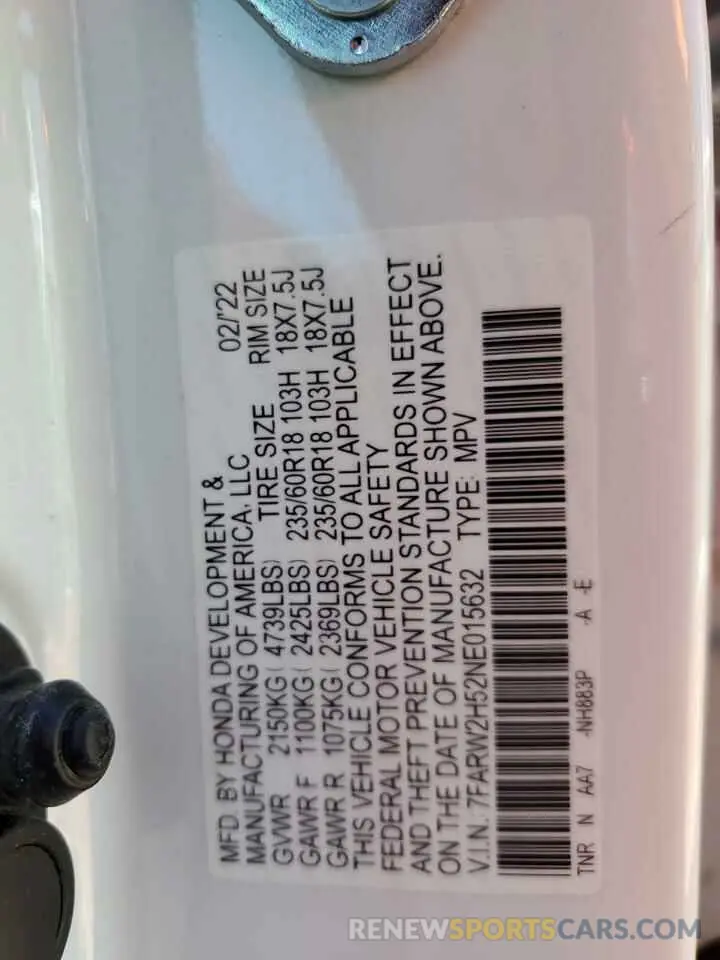 MFD. BY HONDA DEVELOPMENT &
MANUFACTURING OF AMERICA, LLC 02/'22
GVWR 2150KG( 4739LBS) TIRE SIZE RIM SIZE
GAWR F 1100KG( 2425LBS) 235/60R18 103H 18X7.5J
GAWR R 1075KG( 2369LBS) 235/60R18 103H 18X7.5J
THIS VEHICLE CONFORMS TO ALL APPLICABLE
FEDERAL MOTOR VEHICLE SAFETY
AND THEFT PREVENTION STANDARDS IN EFFECT
ON THE DATE OF MANUFACTURE SHOWN ABOVE.
V.I.N. 7FARW2H52NE015632 TYPE: MPV
TNR N AA7 -NH883P -A -E
RENEWSPORTSCARS.COM